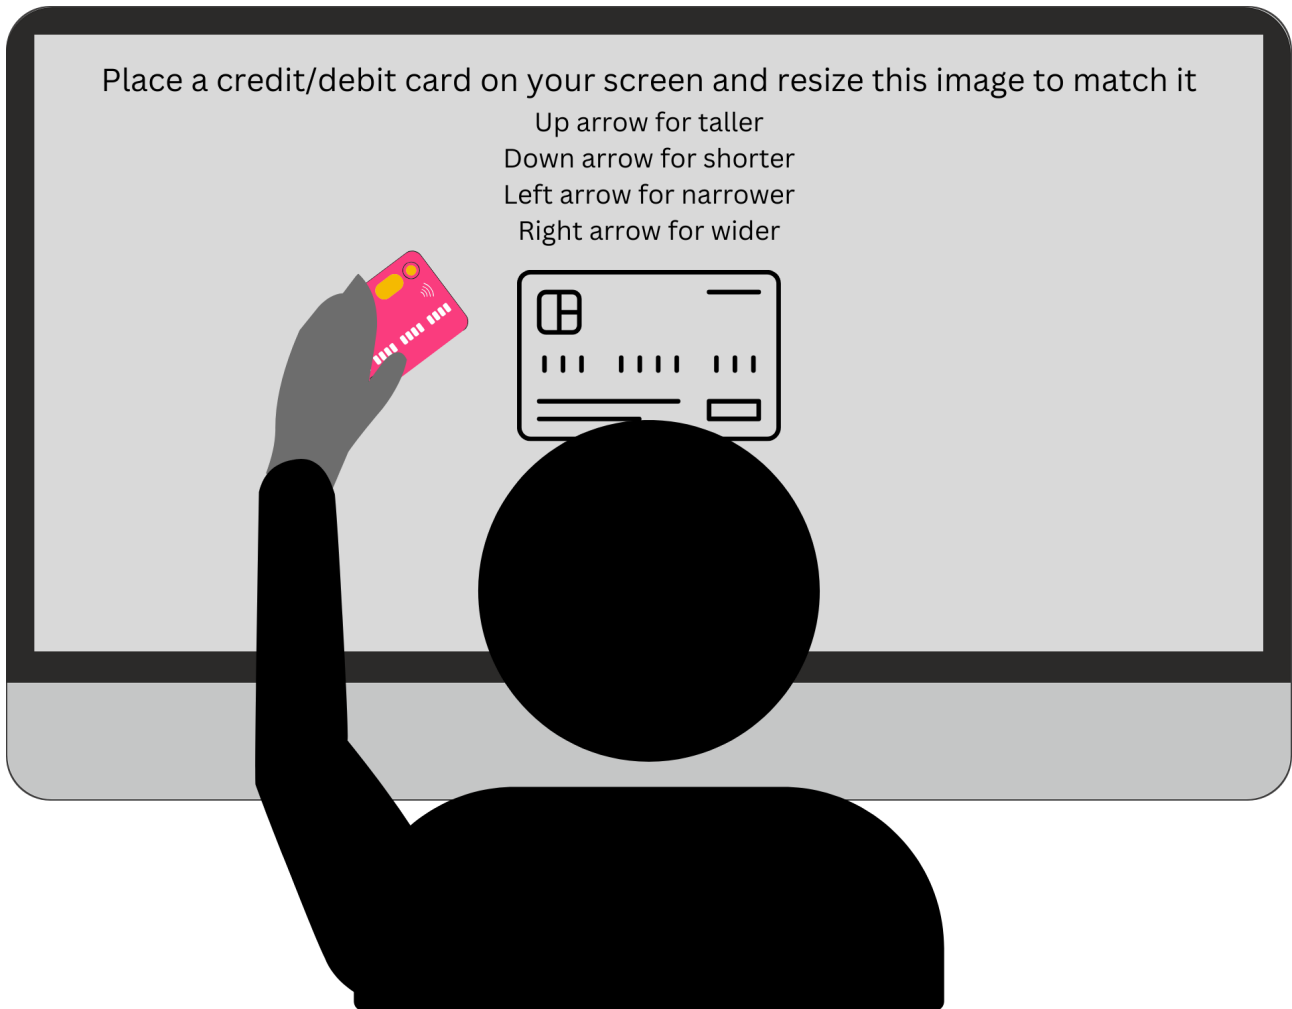 Place a credit/debit card on your screen and resize this image to match it
Up arrow for taller
Down arrow for shorter
Left arrow for narrower
Right arrow for wider